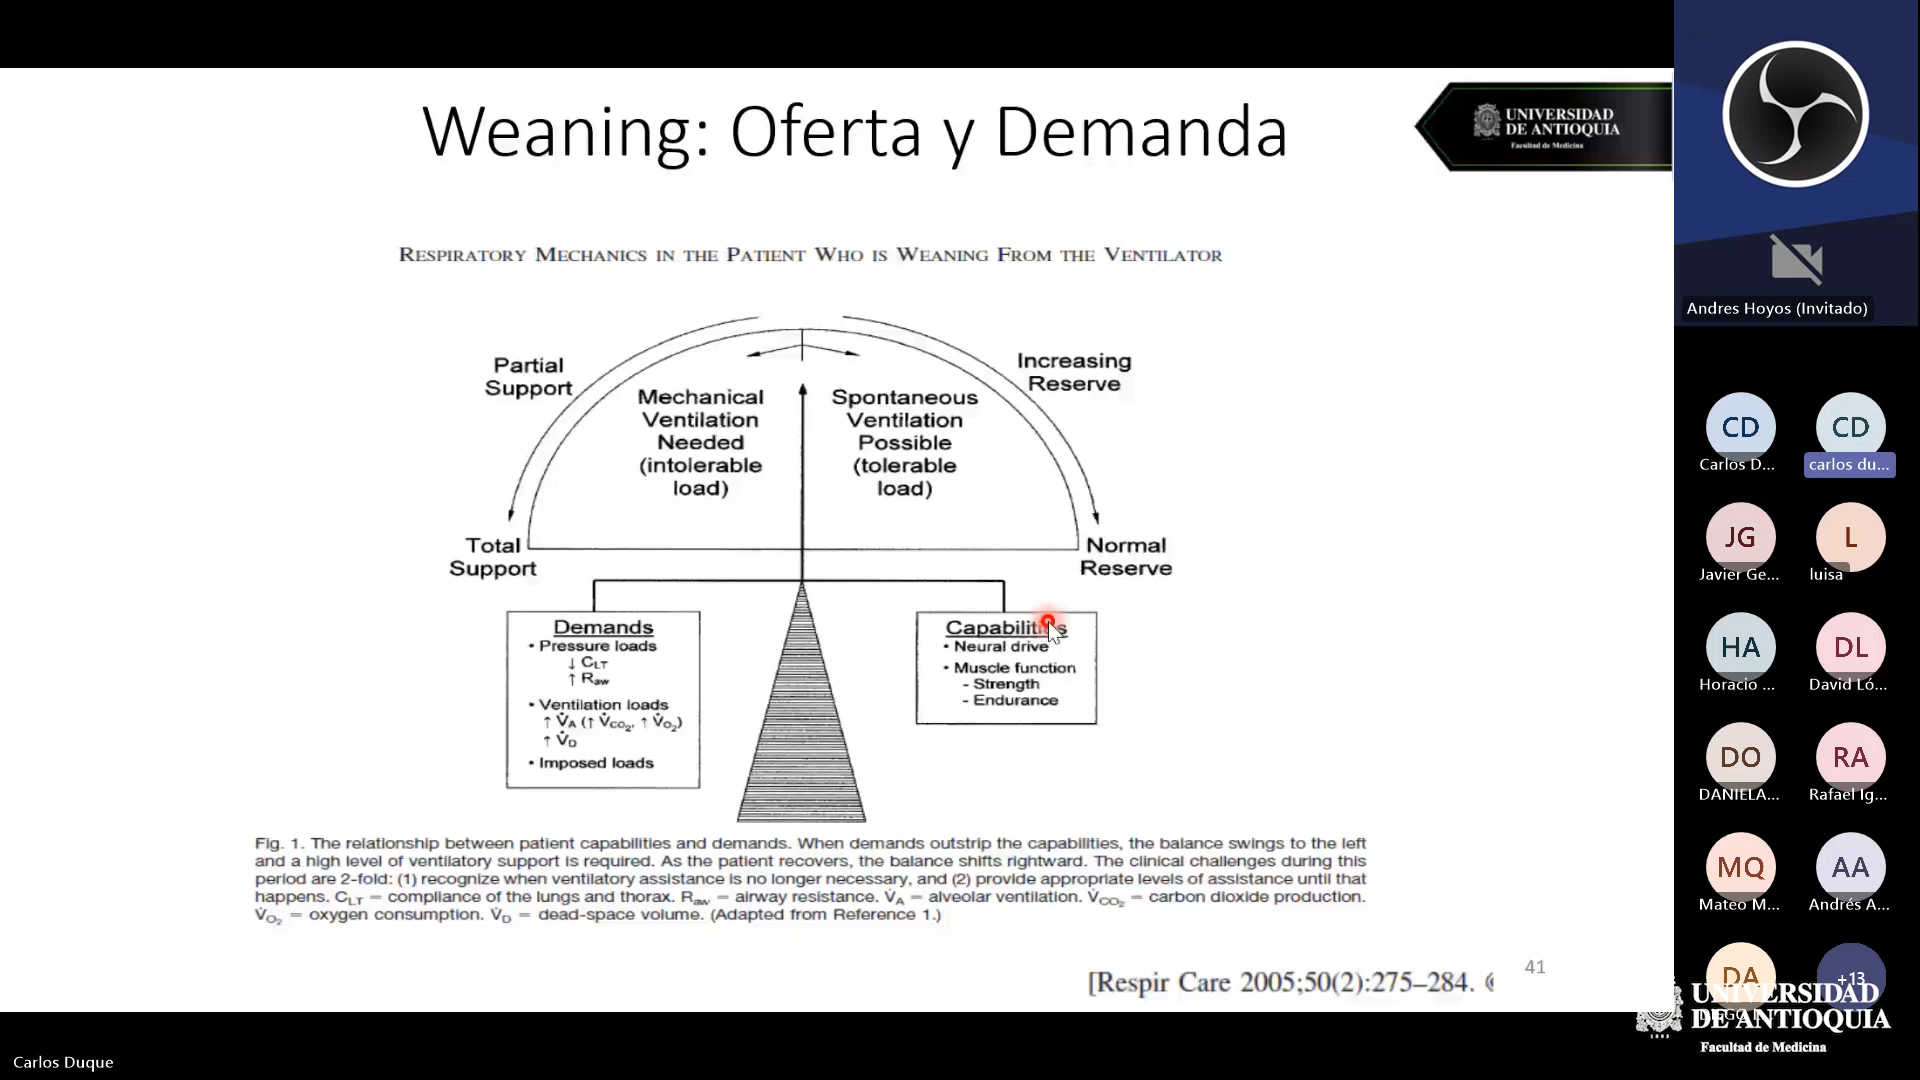 Weaning: Oferta y Demanda
UNIVERSIDAD
DE ANTIOQUIA
Facultad de Medicina
RESPIRATORY MECHANICS IN THE PATIENT WHO IS WEANING FROM THE VENTILATOR
Partial
Support
Mechanical
Ventilation
Needed
(intolerable
load)
Spontaneous
Ventilation
Possible
(tolerable
load)
Increasing
Reserve
Total
Support
Normal
Reserve
Demands
• Pressure loads
↓ CLT
↑ Raw
• Ventilation loads
↑ V̇A (↑ V̇CO2, ↑ V̇O2)
↑ V̇D
• Imposed loads
Capabilities
• Neural drive
• Muscle function
- Strength
- Endurance
Fig. 1. The relationship between patient capabilities and demands. When demands outstrip the capabilities, the balance swings to the left
and a high level of ventilatory support is required. As the patient recovers, the balance shifts rightward. The clinical challenges during this
period are 2-fold: (1) recognize when ventilatory assistance is no longer necessary, and (2) provide appropriate levels of assistance until that
happens. CLT = compliance of the lungs and thorax. Raw = airway resistance. V̇A = alveolar ventilation. V̇CO2 = carbon dioxide production.
V̇O2 = oxygen consumption. V̇D = dead-space volume. (Adapted from Reference 1.)
[Respir Care 2005;50(2):275–284. ©
41
Andres Hoyos (Invitado)
CD
Carlos D...
CD
carlos du...
JG
Javier Ge...
L
luisa
HA
Horacio ...
DL
David Ló...
DO
DANIELA...
RA
Rafael Ig...
MQ
Mateo M...
AA
Andrés A...
DA
+13
UNIVERSIDAD
DE ANTIOQUIA
Facultad de Medicina
Carlos Duque